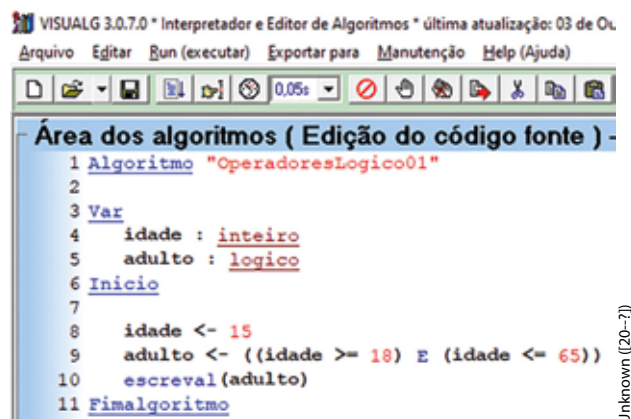 VISUALG 3.0.7.0 * Interpretador e Editor de Algoritmos * última atualização: 03 de Ou
Arquivo Editar Run (executar) Exportar para Manutenção Help (Ajuda)
0,05s
Área dos algoritmos ( Edição do código fonte ) -
1 Algoritmo "OperadoresLogico01"
2
3 Var
4 idade : inteiro
5 adulto : logico
6 Inicio
7
8 idade <- 15
9 adulto <- ((idade >= 18) E (idade <= 65))
10 escreval(adulto)
11 Fimalgoritmo
Unknown ([20--?])